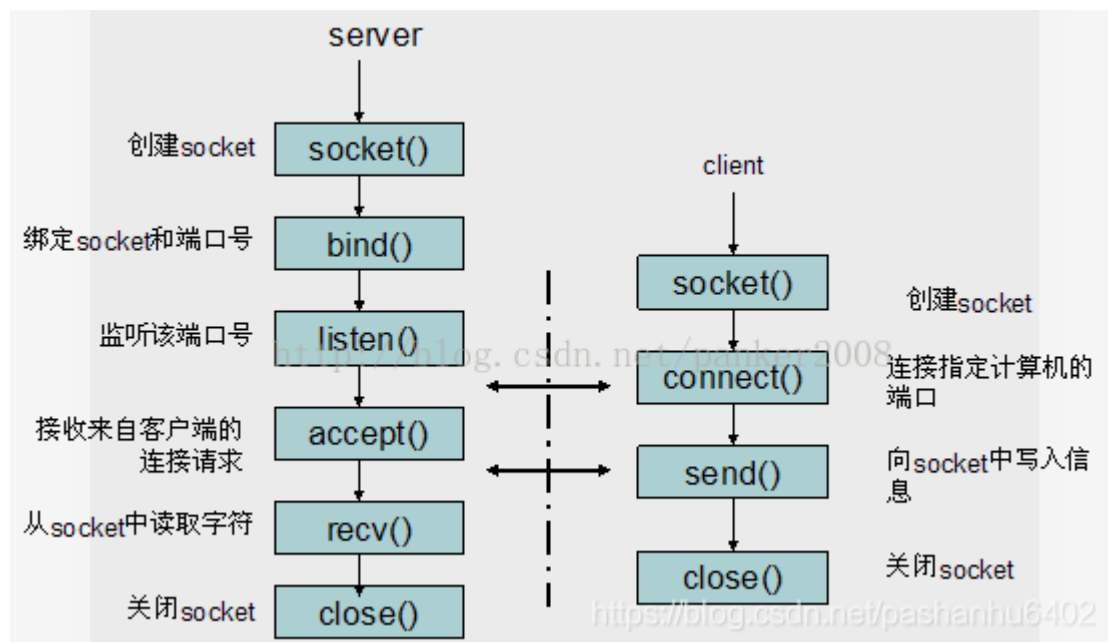 server
创建socket
socket()
绑定socket和端口号
bind()
监听该端口号
listen()
接收来自客户端的
连接请求
accept()
从socket中读取字符
recv()
关闭socket
close()
client
socket()
创建socket
connect()
连接指定计算机的
端口
send()
向socket中写入信
息
close()
关闭socket
http://blog.csdn.net/panker2008
https://blog.csdn.net/pashanhu6402